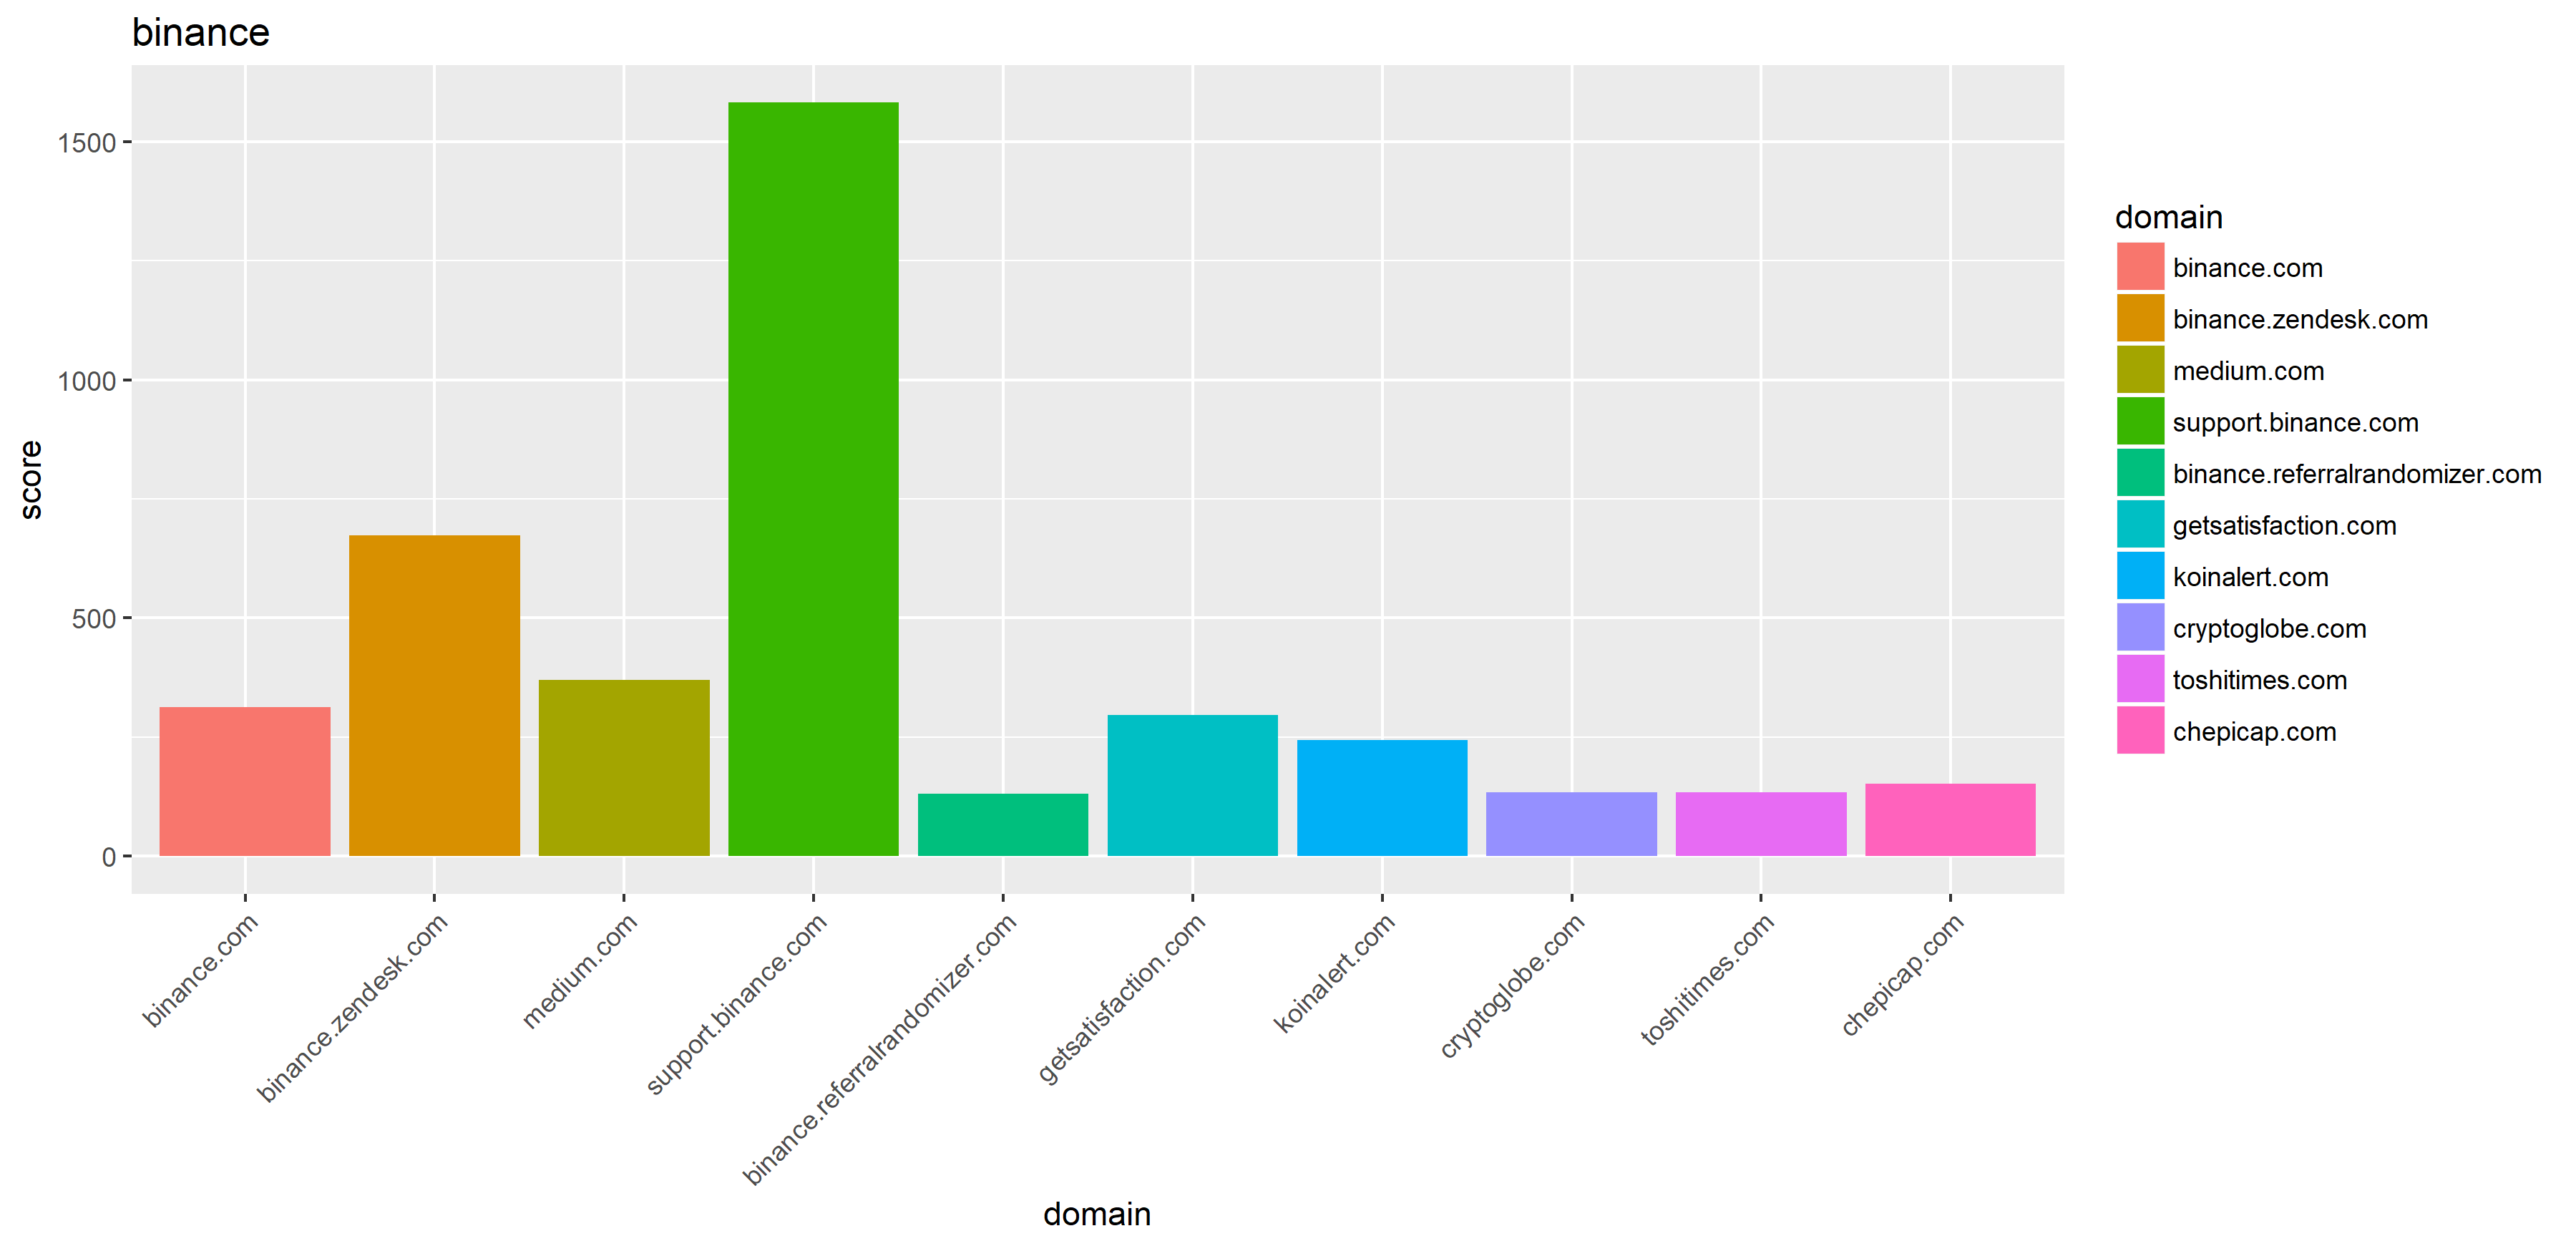 binance
score
1500
1000
500
0
binance.com
binance.zendesk.com
medium.com
support.binance.com
binance.referralrandomizer.com
getsatisfaction.com
koinalert.com
cryptoglobe.com
toshitimes.com
chepicap.com
domain
domain
binance.com
binance.zendesk.com
medium.com
support.binance.com
binance.referralrandomizer.com
getsatisfaction.com
koinalert.com
cryptoglobe.com
toshitimes.com
chepicap.com